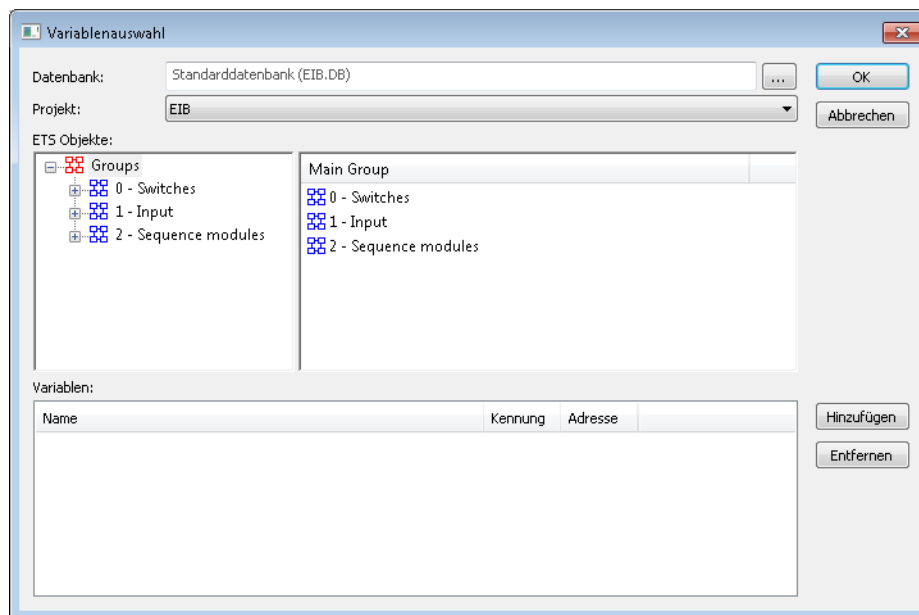 Variablenauswahl
Datenbank: Standarddatenbank (EIB.DB) ... OK
Projekt: EIB Abbrechen
ETS Objekte:
Groups
0 - Switches
1 - Input
2 - Sequence modules
Main Group
0 - Switches
1 - Input
2 - Sequence modules
Variablen:
Name Kennung Adresse
Hinzufügen
Entfernen